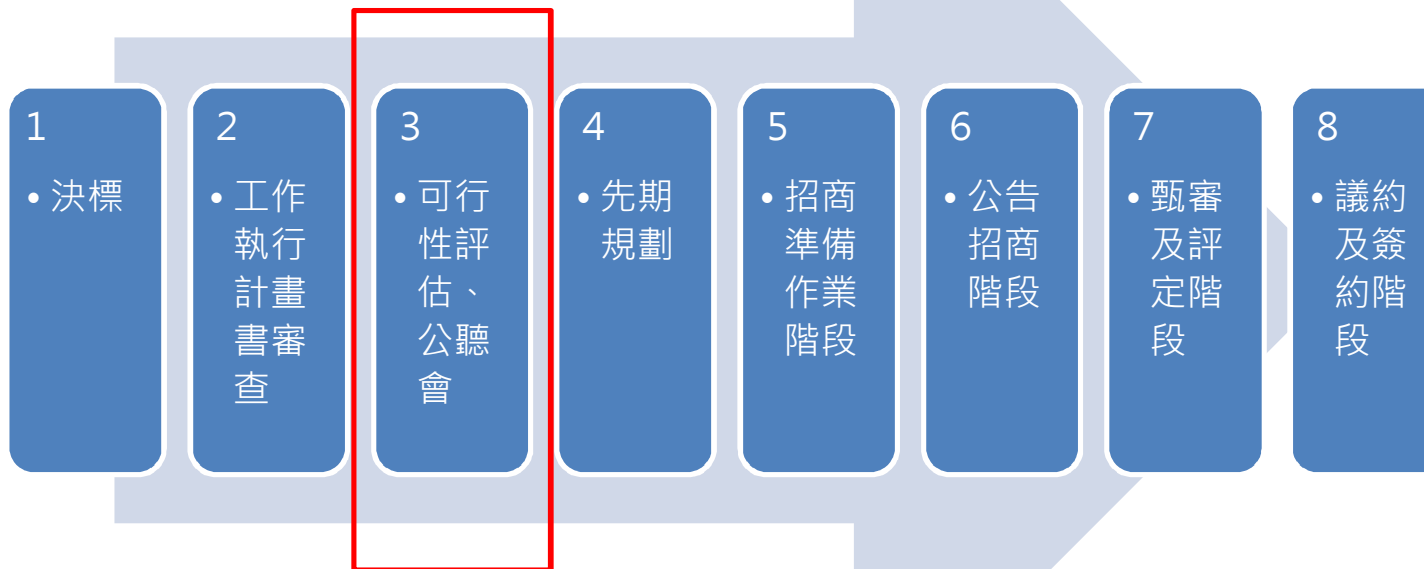 1
• 決標
2
• 工作
執行
計畫
書審
查
3
• 可行
性評
估、
公聽
會
4
• 先期
規劃
5
• 招商
準備
作業
階段
6
• 公告
招商
階段
7
• 甄審
及評
定階
段
8
• 議約
及簽
約階
段